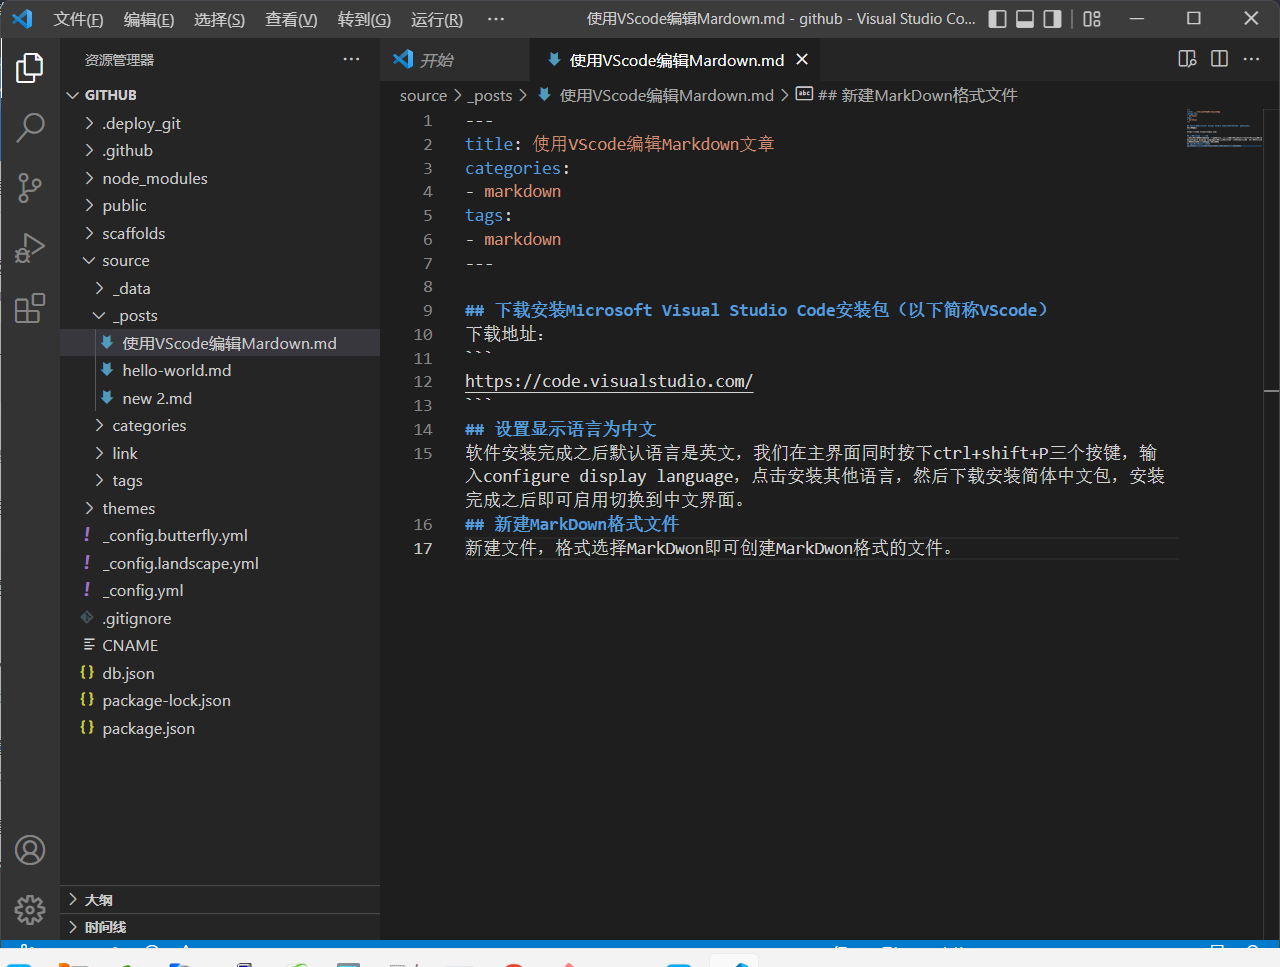 文件(F) 编辑(E) 选择(S) 查看(V) 转到(G) 运行(R) ··· 使用VScode编辑Mardown.md - github - Visual Studio Co...
资源管理器 ···
开始 使用VScode编辑Mardown.md
source > _posts > 使用VScode编辑Mardown.md > ## 新建MarkDown格式文件
GITHUB
.deploy_git
.github
node_modules
public
scaffolds
source
_data
_posts
使用VScode编辑Mardown.md
hello-world.md
new 2.md
categories
link
tags
themes
! _config.butterfly.yml
! _config.landscape.yml
! _config.yml
.gitignore
CNAME
{} db.json
{} package-lock.json
{} package.json
大纲
时间线
1 ---
2 title: 使用VScode编辑Markdown文章
3 categories:
4 - markdown
5 tags:
6 - markdown
7 ---
8
9 ## 下载安装Microsoft Visual Studio Code安装包（以下简称VScode）
10 下载地址：
11 ```
12 https://code.visualstudio.com/
13 ```
14 ## 设置显示语言为中文
15 软件安装完成之后默认语言是英文，我们在主界面同时按下ctrl+shift+P三个按键，输
入configure display language，点击安装其他语言，然后下载安装简体中文包，安装
完成之后即可启用切换到中文界面。
16 ## 新建MarkDown格式文件
17 新建文件，格式选择MarkDwon即可创建MarkDwon格式的文件。